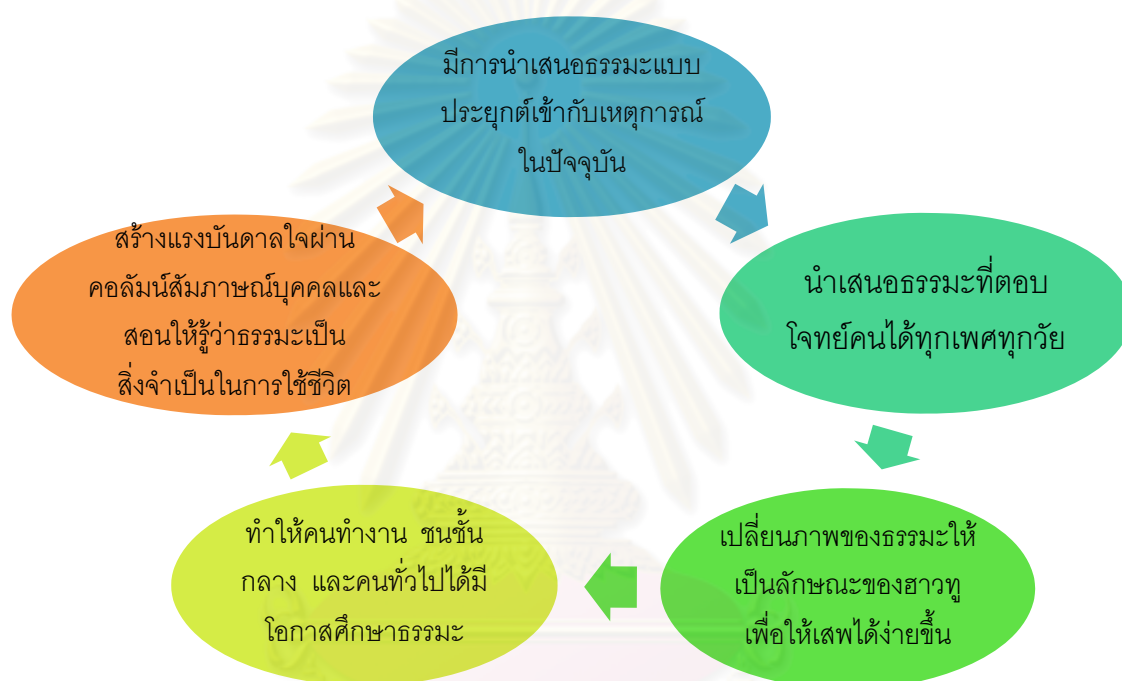 มีการนำเสนอธรรมะแบบ
ประยุกต์เข้ากับเหตุการณ์
ในปัจจุบัน
นำเสนอธรรมะที่ตอบ
โจทย์คนได้ทุกเพศทุกวัย
เปลี่ยนภาพของธรรมะให้
เป็นลักษณะของฮาวทู
เพื่อให้เสพได้ง่ายขึ้น
ทำให้คนทำงาน ชนชั้น
กลาง และคนทั่วไปได้มี
โอกาสศึกษาธรรมะ
สร้างแรงบันดาลใจผ่าน
คอลัมน์สัมภาษณ์บุคคลและ
สอนให้รู้ว่าธรรมะเป็น
สิ่งจำเป็นในการใช้ชีวิต